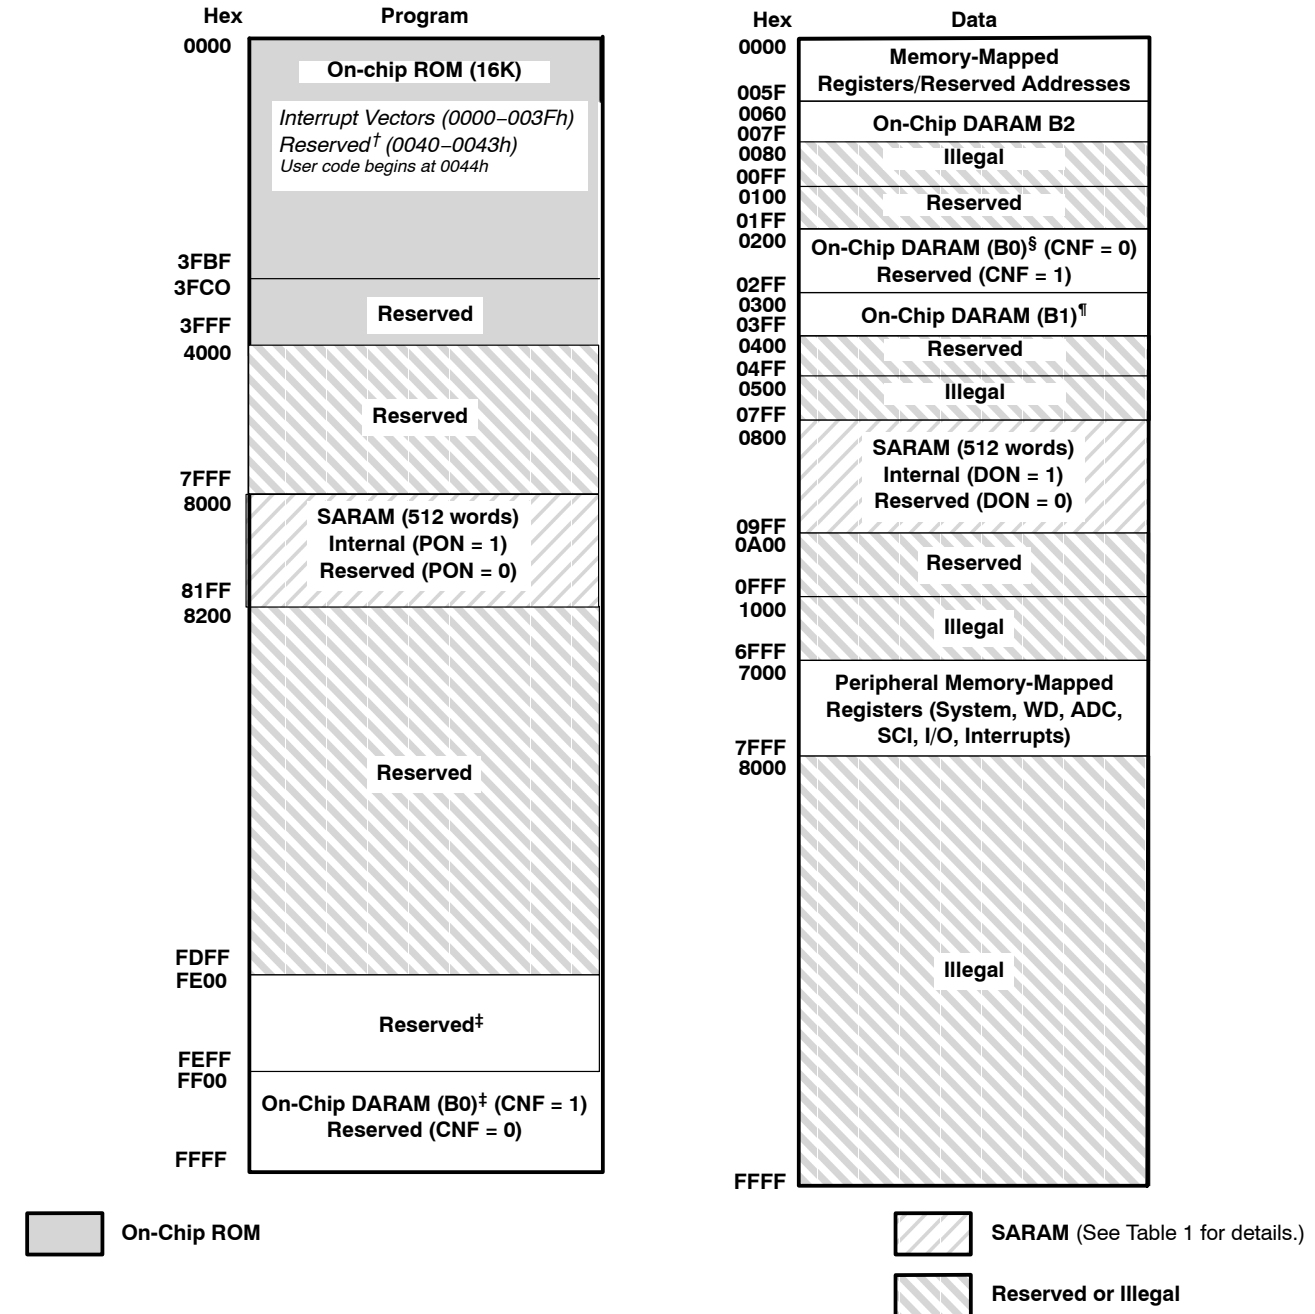 Hex
Program
0000
On-chip ROM (16K)
Interrupt Vectors (0000–003Fh)
Reserved† (0040–0043h)
User code begins at 0044h
3FBF
3FCO
Reserved
3FFF
4000
Reserved
7FFF
8000
SARAM (512 words)
Internal (PON = 1)
Reserved (PON = 0)
81FF
8200
Reserved
FDFF
FE00
Reserved‡
FEFF
FF00
On-Chip DARAM (B0)‡ (CNF = 1)
Reserved (CNF = 0)
FFFF
Hex
Data
0000
Memory-Mapped
Registers/Reserved Addresses
005F
0060
On-Chip DARAM B2
007F
0080
Illegal
00FF
0100
Reserved
01FF
0200
On-Chip DARAM (B0)§ (CNF = 0)
Reserved (CNF = 1)
02FF
0300
On-Chip DARAM (B1)¶
03FF
0400
Reserved
04FF
0500
Illegal
07FF
0800
SARAM (512 words)
Internal (DON = 1)
Reserved (DON = 0)
09FF
0A00
Reserved
0FFF
1000
Illegal
6FFF
7000
Peripheral Memory-Mapped
Registers (System, WD, ADC,
SCI, I/O, Interrupts)
7FFF
8000
Illegal
FFFF
On-Chip ROM
SARAM (See Table 1 for details.)
Reserved or Illegal